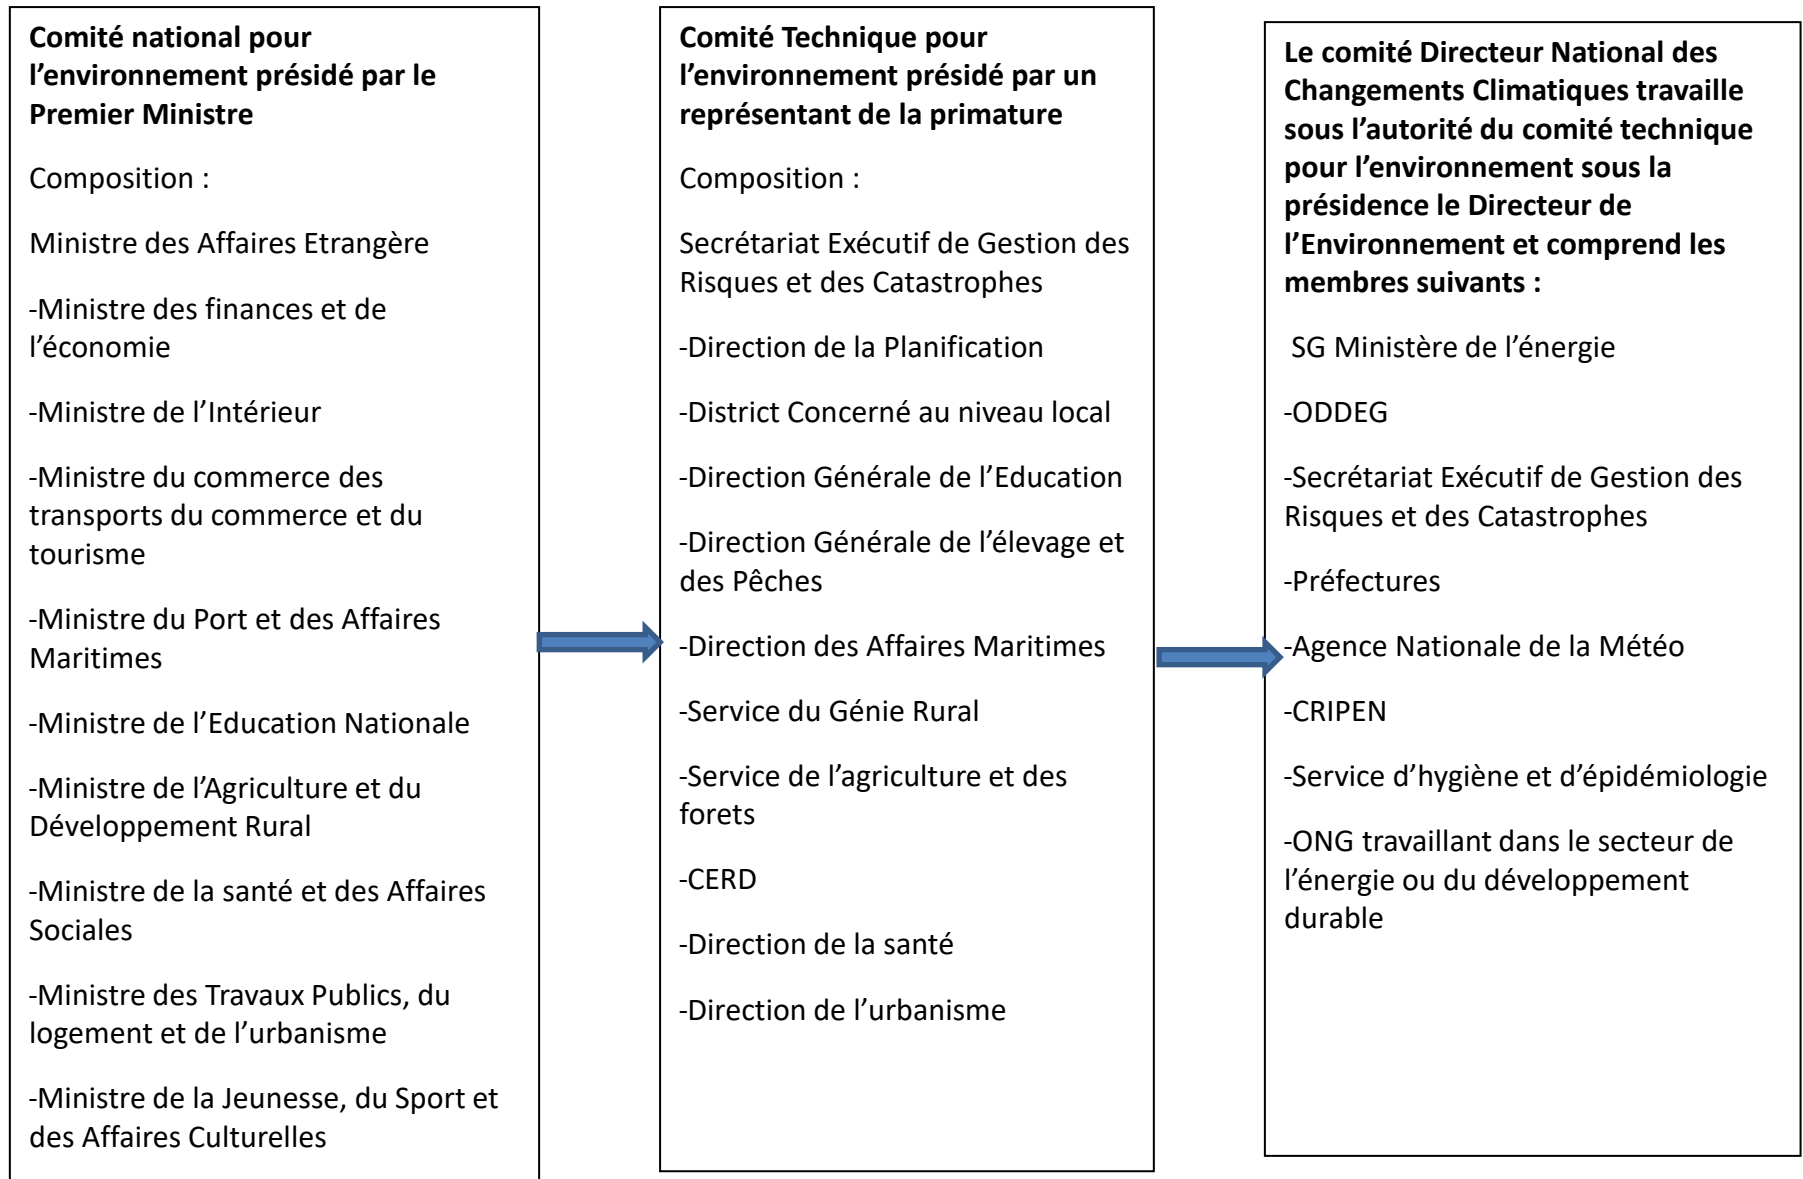 Comité national pour
l’environnement présidé par le
Premier Ministre
Composition :
Ministre des Affaires Etrangère
-Ministre des finances et de
l’économie
-Ministre de l’Intérieur
-Ministre du commerce des
transports du commerce et du
tourisme
-Ministre du Port et des Affaires
Maritimes
-Ministre de l’Education Nationale
-Ministre de l’Agriculture et du
Développement Rural
-Ministre de la santé et des Affaires
Sociales
-Ministre des Travaux Publics, du
logement et de l’urbanisme
-Ministre de la Jeunesse, du Sport et
des Affaires Culturelles
Comité Technique pour
l’environnement présidé par un
représentant de la primature
Composition :
Secrétariat Exécutif de Gestion des
Risques et des Catastrophes
-Direction de la Planification
-District Concerné au niveau local
-Direction Générale de l’Education
-Direction Générale de l’élevage et
des Pêches
-Direction des Affaires Maritimes
-Service du Génie Rural
-Service de l’agriculture et des
forets
-CERD
-Direction de la santé
-Direction de l’urbanisme
Le comité Directeur National des
Changements Climatiques travaille
sous l’autorité du comité technique
pour l’environnement sous la
présidence le Directeur de
l’Environnement et comprend les
membres suivants :
SG Ministère de l’énergie
-ODDEG
-Secrétariat Exécutif de Gestion des
Risques et des Catastrophes
-Préfectures
-Agence Nationale de la Météo
-CRIPEN
-Service d’hygiène et d’épidémiologie
-ONG travaillant dans le secteur de
l’énergie ou du développement
durable